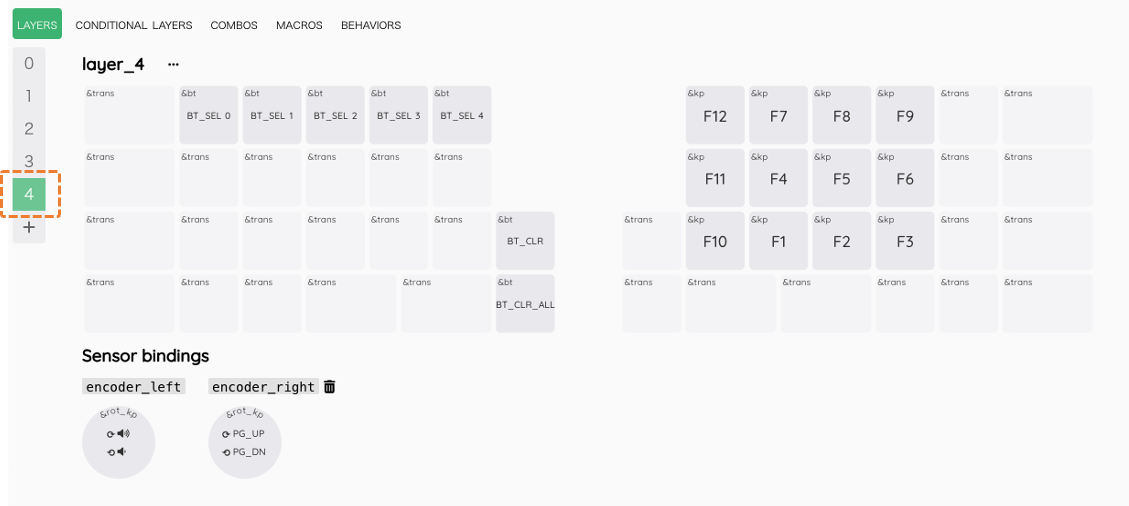 LAYERS CONDITIONAL LAYERS COMBOS MACROS BEHAVIORS
0
1
2
3
4
+
layer_4 ...
&trans &bt &bt &bt &bt &bt &kp &kp &kp &kp &trans &trans
BT_SEL 0 BT_SEL 1 BT_SEL 2 BT_SEL 3 BT_SEL 4 F12 F7 F8 F9
&trans &trans &trans &trans &trans &trans &kp &kp &kp &kp &trans &trans
F11 F4 F5 F6
&trans &trans &trans &trans &trans &trans &bt &trans &kp &kp &kp &kp &trans &trans
BT_CLR F10 F1 F2 F3
&trans &trans &trans &trans &trans &bt &trans &trans &trans &trans &trans &trans
BT_CLR_ALL
Sensor bindings
encoder_left encoder_right
&rot_kp &rot_kp
PG_UP
PG_DN